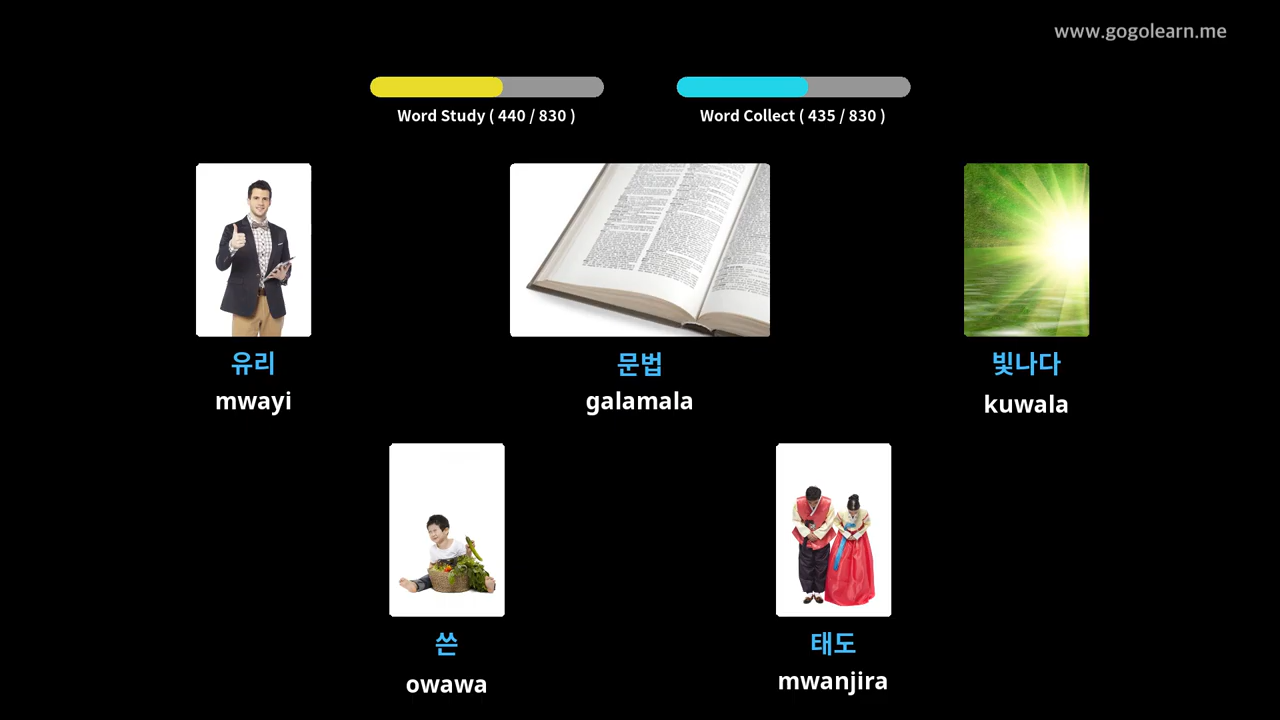 www.gogolearn.me
Word Study ( 440 / 830 )
Word Collect ( 435 / 830 )
유리
mwayi
문법
galamala
빛나다
kuwala
쓴
owawa
태도
mwanjira